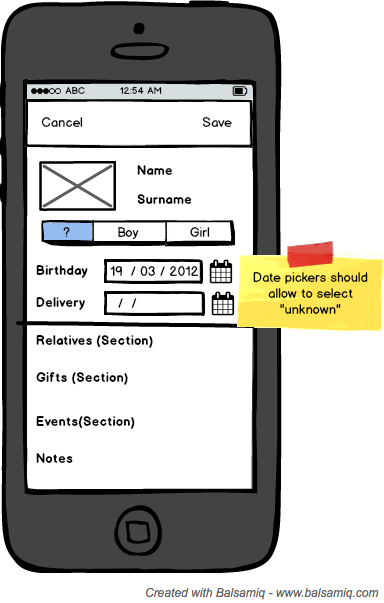 ABC 12:54 AM
Cancel Save
Name
Surname
? Boy Girl
Birthday 19 / 03 / 2012
Delivery / /
Date pickers should
allow to select
"unknown"
Relatives (Section)
Gifts (Section)
Events(Section)
Notes
Created with Balsamiq - www.balsamiq.com